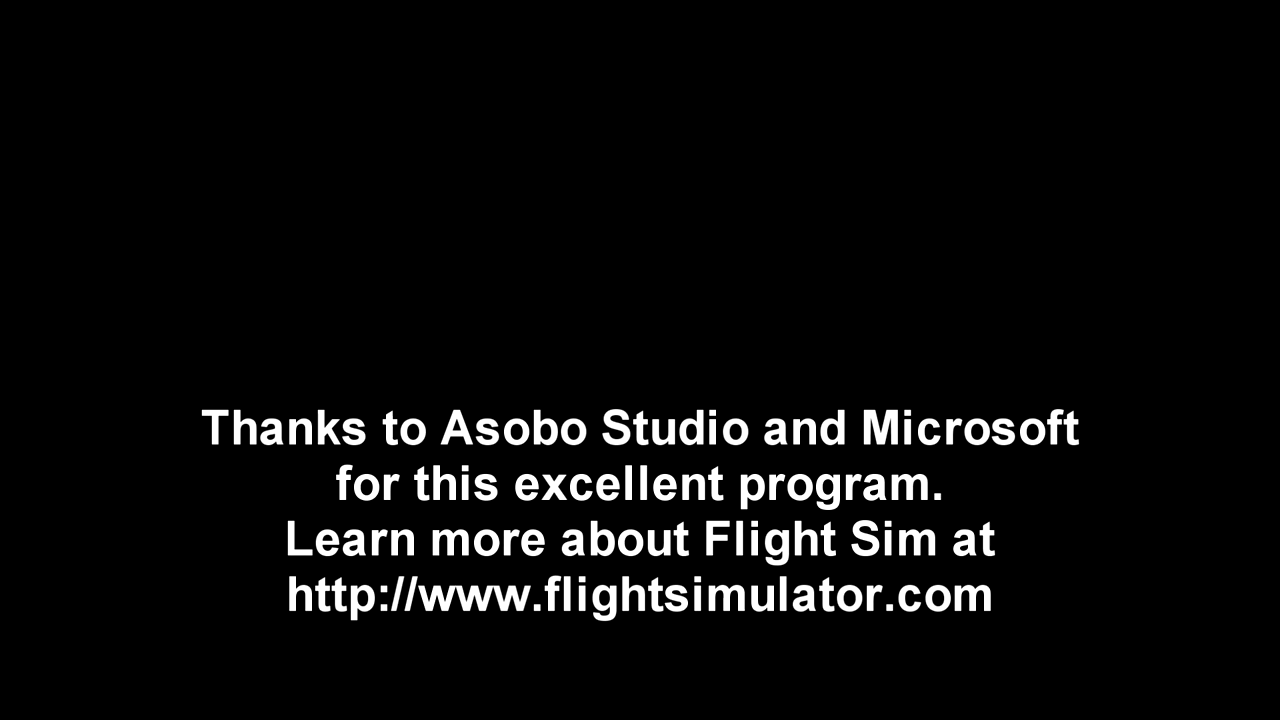 Thanks to Asobo Studio and Microsoft
for this excellent program.
Learn more about Flight Sim at
http://www.flightsimulator.com